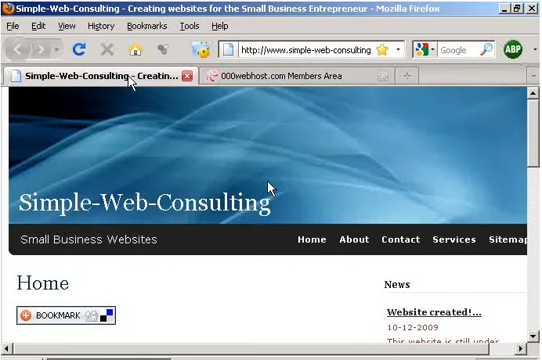 Simple-Web-Consulting - Creating websites for the Small Business Entrepreneur - Mozilla Firefox
File Edit View History Bookmarks Tools Help
http://www.simple-web-consulting
Google
ABP
Simple-Web-Consulting - Creatin...
000webhost.com Members Area
Simple-Web-Consulting
Small Business Websites
Home About Contact Services Sitemap
Home
News
BOOKMARK
Website created!...
10-12-2009
This website is still under